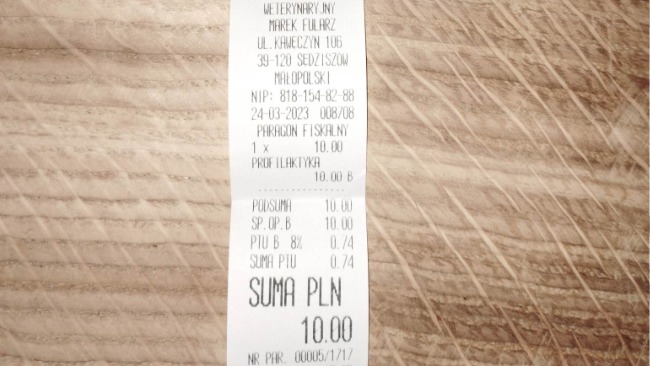 WETERYNARYJNY
MAREK FULARZ
UL.KAWĘCZYN 106
39-120 SĘDZISZÓW
MAŁOPOLSKI
NIP: 818-154-82-88
24-03-2023 008/08
PARAGON FISKALNY
1 x 10.00
PROFILAKTYKA
10.00 B
PODSUMA 10.00
SP.OP.B 10.00
PTU B 8% 0.74
SUMA PTU 0.74
SUMA PLN
10.00
NR PAR. 00005/1717